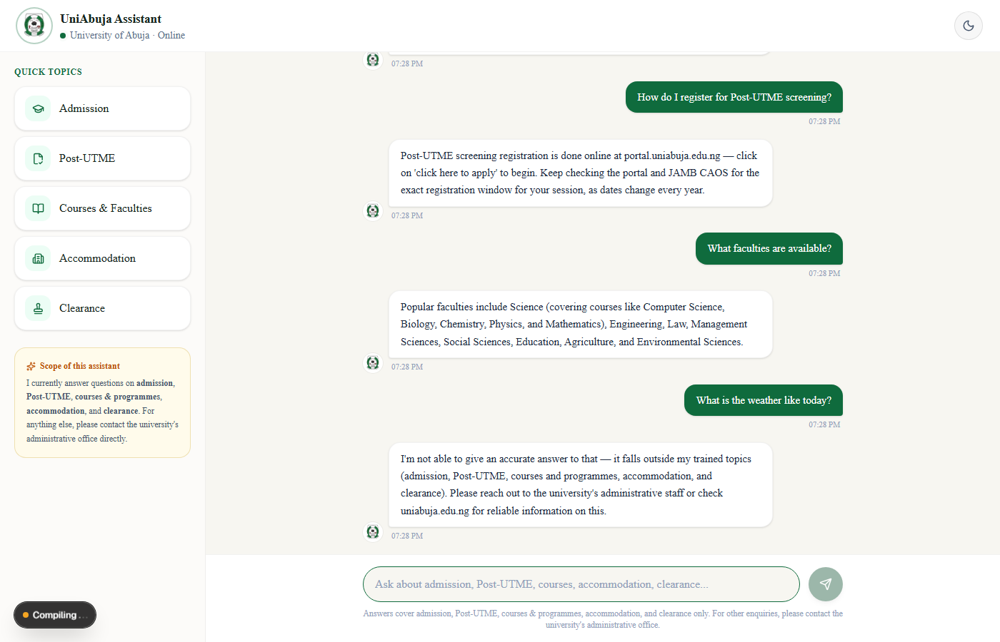 UniAbuja Assistant
University of Abuja · Online
QUICK TOPICS
Admission
Post-UTME
Courses & Faculties
Accommodation
Clearance
Scope of this assistant
I currently answer questions on admission,
Post-UTME, courses & programmes,
accommodation, and clearance. For
anything else, please contact the university's
administrative office directly.
Compiling...
07:28 PM
How do I register for Post-UTME screening?
07:28 PM
Post-UTME screening registration is done online at portal.uniabuja.edu.ng — click
on 'click here to apply' to begin. Keep checking the portal and JAMB CAOS for the
exact registration window for your session, as dates change every year.
07:28 PM
What faculties are available?
07:28 PM
Popular faculties include Science (covering courses like Computer Science,
Biology, Chemistry, Physics, and Mathematics), Engineering, Law, Management
Sciences, Social Sciences, Education, Agriculture, and Environmental Sciences.
07:28 PM
What is the weather like today?
07:28 PM
I'm not able to give an accurate answer to that — it falls outside my trained topics
(admission, Post-UTME, courses and programmes, accommodation, and
clearance). Please reach out to the university's administrative staff or check
uniabuja.edu.ng for reliable information on this.
07:28 PM
Ask about admission, Post-UTME, courses, accommodation, clearance...
Answers cover admission, Post-UTME, courses & programmes, accommodation, and clearance only. For other enquiries, please contact the
university's administrative office.